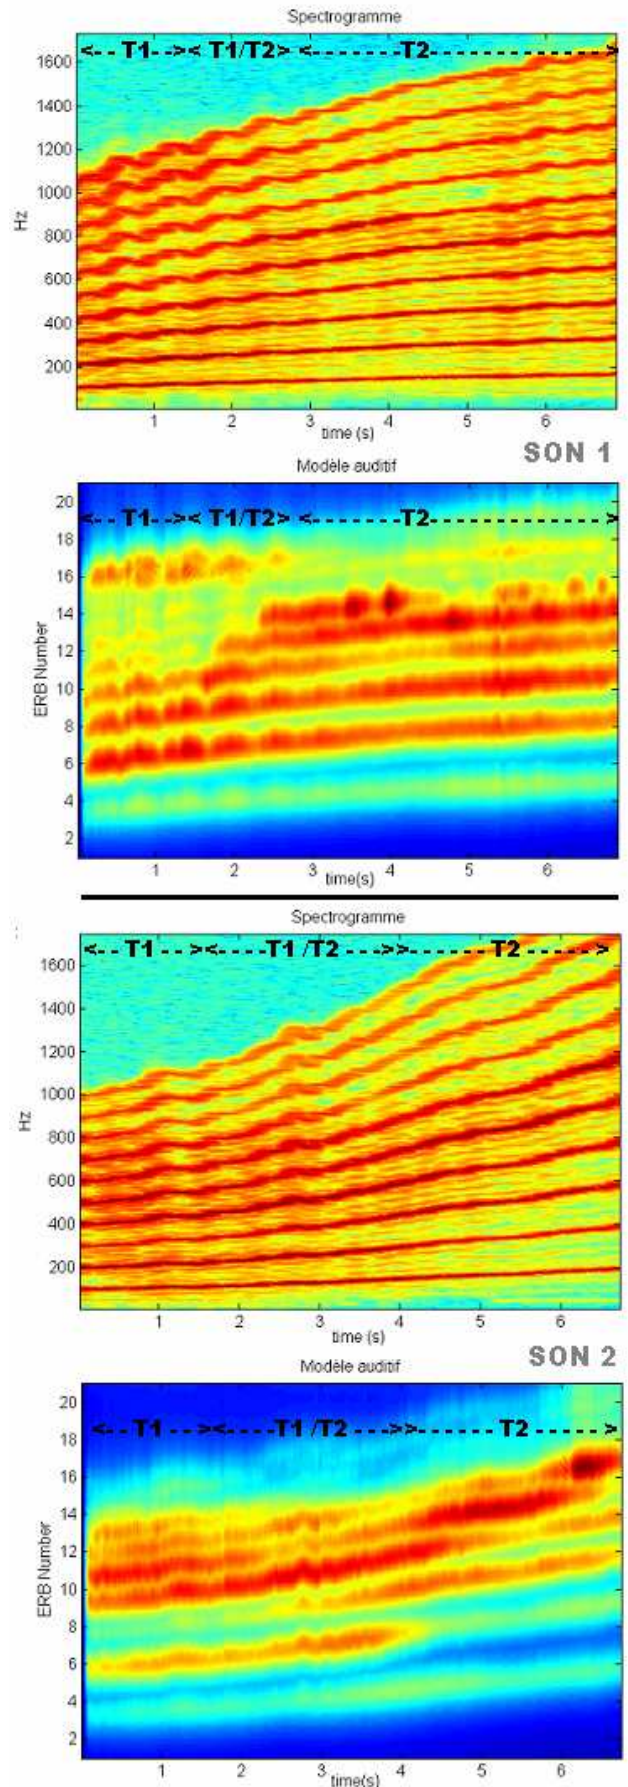 Spectrogramme
<-- T1 ---><- T1/T2 --><- - - - - - - - - T2 - - - - - - - - - - - - - ->
1600
1400
1200
1000
800
600
400
200
Hz
1 2 3 4 5 6
time (s)
SON 1
Modèle auditif
<-- T1 ---><- T1/T2 --><- - - - - - - - - T2 - - - - - - - - - - - - - ->
20
18
16
14
12
10
8
6
4
2
ERB Number
1 2 3 4 5 6
time(s)
Spectrogramme
<-- T1 - - -><- - - - T1 /T2 - - -><- - - - - T2 - - - - - ->
1600
1400
1200
1000
800
600
400
200
Hz
1 2 3 4 5 6
time (s)
SON 2
Modèle auditif
<-- T1 - - -><- - - - T1 /T2 - - -><- - - - - T2 - - - - - ->
20
18
16
14
12
10
8
6
4
2
ERB Number
1 2 3 4 5 6
time(s)